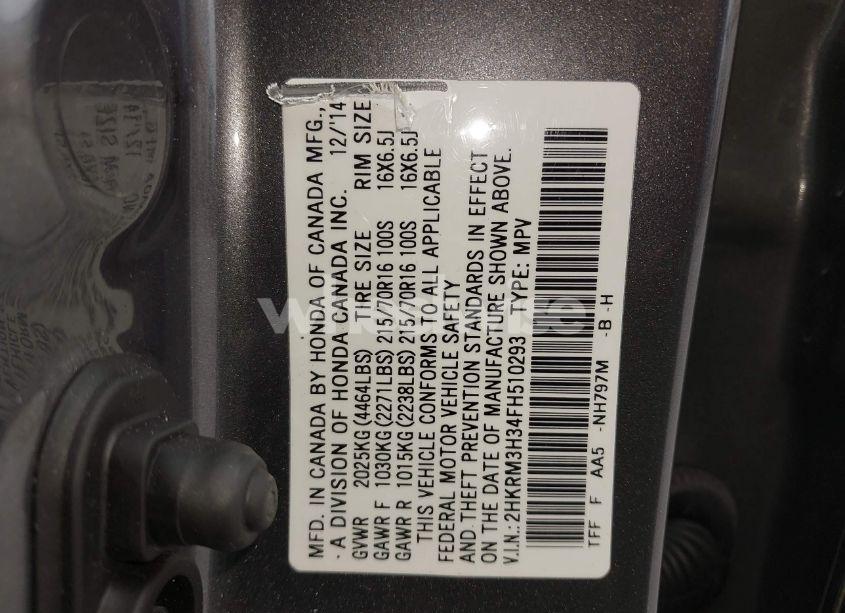 MFD. IN CANADA BY HONDA OF CANADA MFG.,
A DIVISION OF HONDA CANADA INC. 12/'14
GVWR 2025KG(4464LBS) TIRE SIZE RIM SIZE
GAWR F 1030KG(2271LBS) 215/70R16 100S 16X6.5J
GAWR R 1015KG(2238LBS) 215/70R16 100S 16X6.5J
THIS VEHICLE CONFORMS TO ALL APPLICABLE
FEDERAL MOTOR VEHICLE SAFETY
AND THEFT PREVENTION STANDARDS IN EFFECT
ON THE DATE OF MANUFACTURE SHOWN ABOVE.
V.I.N.:2HKRM3H34FH510293 TYPE: MPV
TFF F AA5 -NH797M -B -H